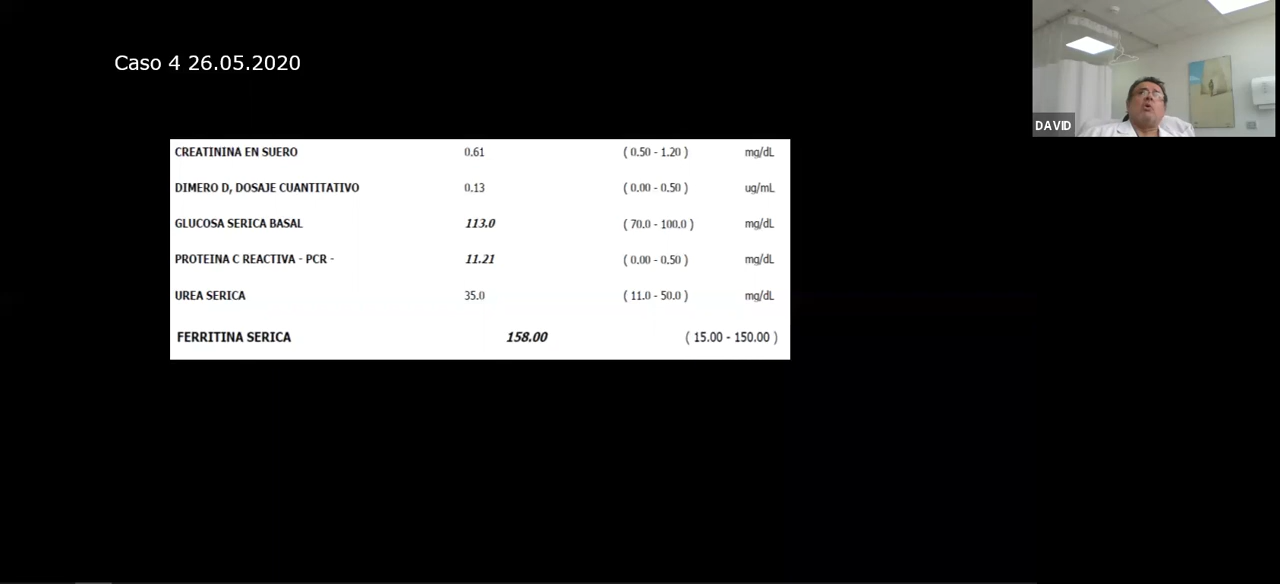 Caso 4 26.05.2020
DAVID
CREATININA EN SUERO 0.61 ( 0.50 - 1.20 ) mg/dL
DIMERO D, DOSAJE CUANTITATIVO 0.13 ( 0.00 - 0.50 ) ug/mL
GLUCOSA SERICA BASAL 113.0 ( 70.0 - 100.0 ) mg/dL
PROTEINA C REACTIVA - PCR - 11.21 ( 0.00 - 0.50 ) mg/dL
UREA SERICA 35.0 ( 11.0 - 50.0 ) mg/dL
FERRITINA SERICA 158.00 ( 15.00 - 150.00 )